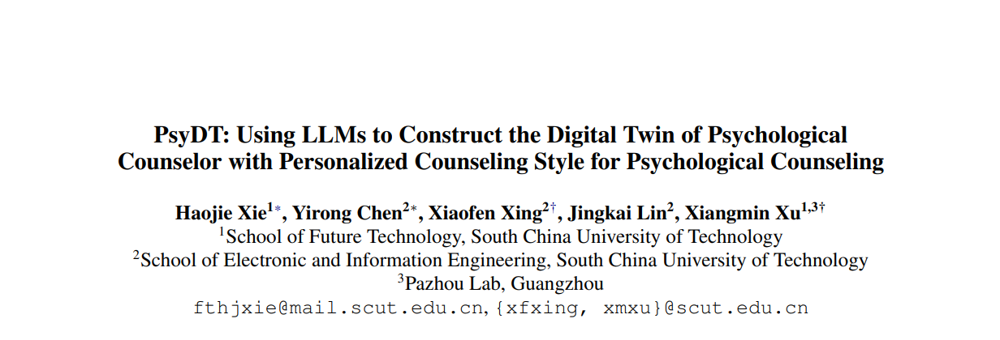 PsyDT: Using LLMs to Construct the Digital Twin of Psychological
Counselor with Personalized Counseling Style for Psychological Counseling
Haojie Xie1*, Yirong Chen2*, Xiaofen Xing2†, Jingkai Lin2, Xiangmin Xu1,3†
1School of Future Technology, South China University of Technology
2School of Electronic and Information Engineering, South China University of Technology
3Pazhou Lab, Guangzhou
fthjxie@mail.scut.edu.cn, {xfxing, xmxu}@scut.edu.cn